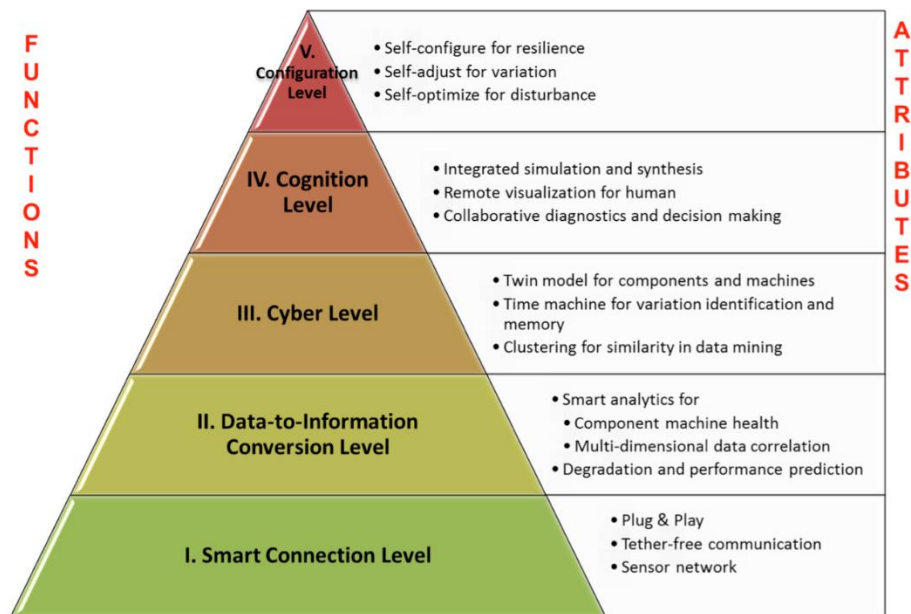 FUNCTIONS
ATTRIBUTES
V.
Configuration
Level
• Self-configure for resilience
• Self-adjust for variation
• Self-optimize for disturbance
IV. Cognition
Level
• Integrated simulation and synthesis
• Remote visualization for human
• Collaborative diagnostics and decision making
III. Cyber Level
• Twin model for components and machines
• Time machine for variation identification and
memory
• Clustering for similarity in data mining
II. Data-to-Information
Conversion Level
• Smart analytics for
• Component machine health
• Multi-dimensional data correlation
• Degradation and performance prediction
I. Smart Connection Level
• Plug & Play
• Tether-free communication
• Sensor network